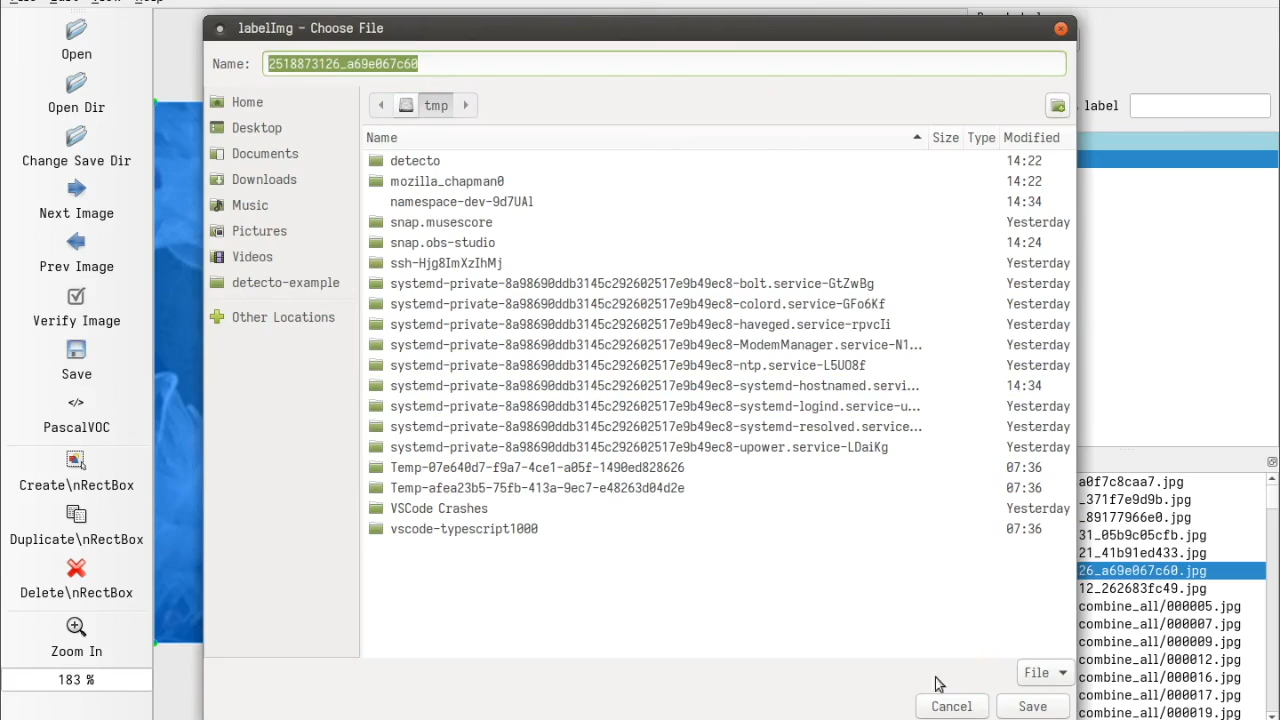 labelImg - Choose File
Name: 2518873126_a69e067c60
Open
Open Dir
Change Save Dir
Next Image
Prev Image
Verify Image
Save
</>
PascalVOC
Create\nRectBox
Duplicate\nRectBox
Delete\nRectBox
Zoom In
183 %
Home
Desktop
Documents
Downloads
Music
Pictures
Videos
detecto-example
Other Locations
tmp
Name Size Type Modified
detecto 14:22
mozilla_chapman0 14:22
namespace-dev-9d7UAl 14:34
snap.musescore Yesterday
snap.obs-studio 14:24
ssh-Hjg8ImXzIhMj Yesterday
systemd-private-8a98690ddb3145c292602517e9b49ec8-bolt.service-GtZwBg Yesterday
systemd-private-8a98690ddb3145c292602517e9b49ec8-colord.service-GFo6Kf Yesterday
systemd-private-8a98690ddb3145c292602517e9b49ec8-haveged.service-rpvcIi Yesterday
systemd-private-8a98690ddb3145c292602517e9b49ec8-ModemManager.service-N1... Yesterday
systemd-private-8a98690ddb3145c292602517e9b49ec8-ntp.service-L5UO8f Yesterday
systemd-private-8a98690ddb3145c292602517e9b49ec8-systemd-hostnamed.servi... 14:34
systemd-private-8a98690ddb3145c292602517e9b49ec8-systemd-logind.service-u... Yesterday
systemd-private-8a98690ddb3145c292602517e9b49ec8-systemd-resolved.service... Yesterday
systemd-private-8a98690ddb3145c292602517e9b49ec8-upower.service-LDaiKg Yesterday
Temp-07e640d7-f9a7-4ce1-a05f-1490ed828626 07:36
Temp-afea23b5-75fb-413a-9ec7-e48263d04d2e 07:36
VSCode Crashes Yesterday
vscode-typescript1000 07:36
File
Cancel
Save
label
a0f7c8caa7.jpg
_371f7e9d9b.jpg
_89177966e0.jpg
31_05b9c05cfb.jpg
21_41b91ed433.jpg
26_a69e067c60.jpg
12_262683fc49.jpg
combine_all/000005.jpg
combine_all/000007.jpg
combine_all/000009.jpg
combine_all/000012.jpg
combine_all/000016.jpg
combine_all/000017.jpg
combine_all/000019.jpg